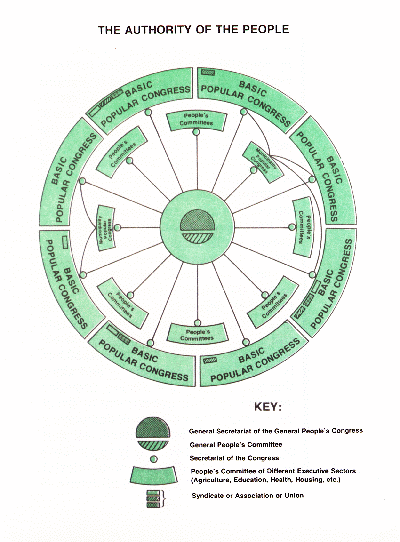 THE AUTHORITY OF THE PEOPLE
BASIC
POPULAR CONGRESS
BASIC
POPULAR CONGRESS
BASIC
POPULAR CONGRESS
BASIC
POPULAR CONGRESS
BASIC
POPULAR CONGRESS
BASIC
POPULAR CONGRESS
BASIC
POPULAR CONGRESS
BASIC
POPULAR CONGRESS
People's
Committees
Popular
Congress
People's
Committees
People's
Committees
People's
Committees
People's
Committees
People's
Committees
KEY:
General Secretariat of the General People's Congress
General People's Committee
Secretariat of the Congress
People's Committee of Different Executive Sectors
(Agriculture, Education, Health, Housing, etc.)
Syndicate or Association or Union